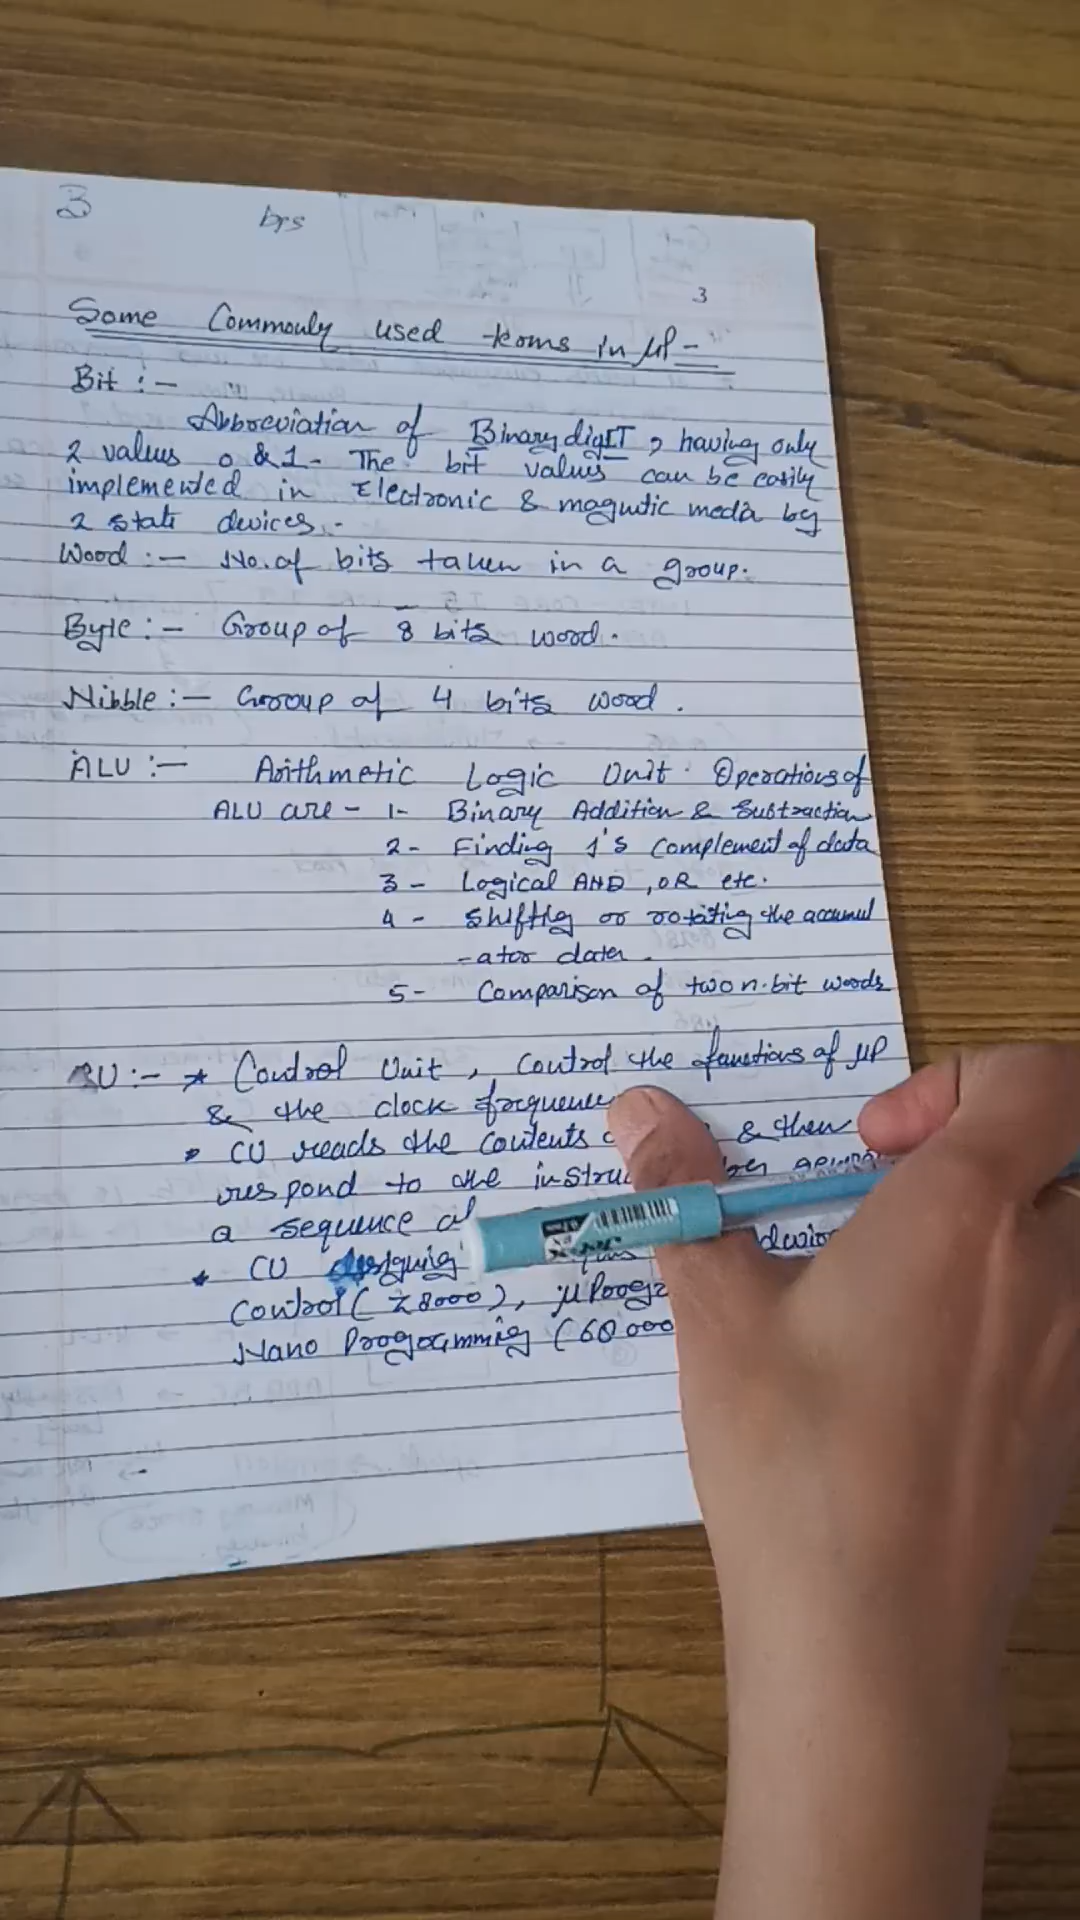 3 brs
3
Some Commonly used terms in μP-
Bit :-
Abbreviation of Binary digIT, having only
2 values 0 & 1- The bit values can be easily
implemented in Electronic & magnetic media by
2 state devices.
Word :- No. of bits taken in a group.
Byte :- Group of 8 bits word.
Nibble :- Group of 4 bits word.
ALU :- Arithmetic Logic Unit. Operations of
ALU are - 1- Binary Addition & Subtraction
2- Finding 1's Complement of data
3- Logical AND, OR etc.
4- Shifting or rotating the accumul
-ator data.
5- Comparison of two n-bit words
CU :- * Control Unit, Control the functions of μP
& the clock
* CU reads the contents & then
respond to the
a sequence of
* CU designing
Control (Z8000),
Nano Programming